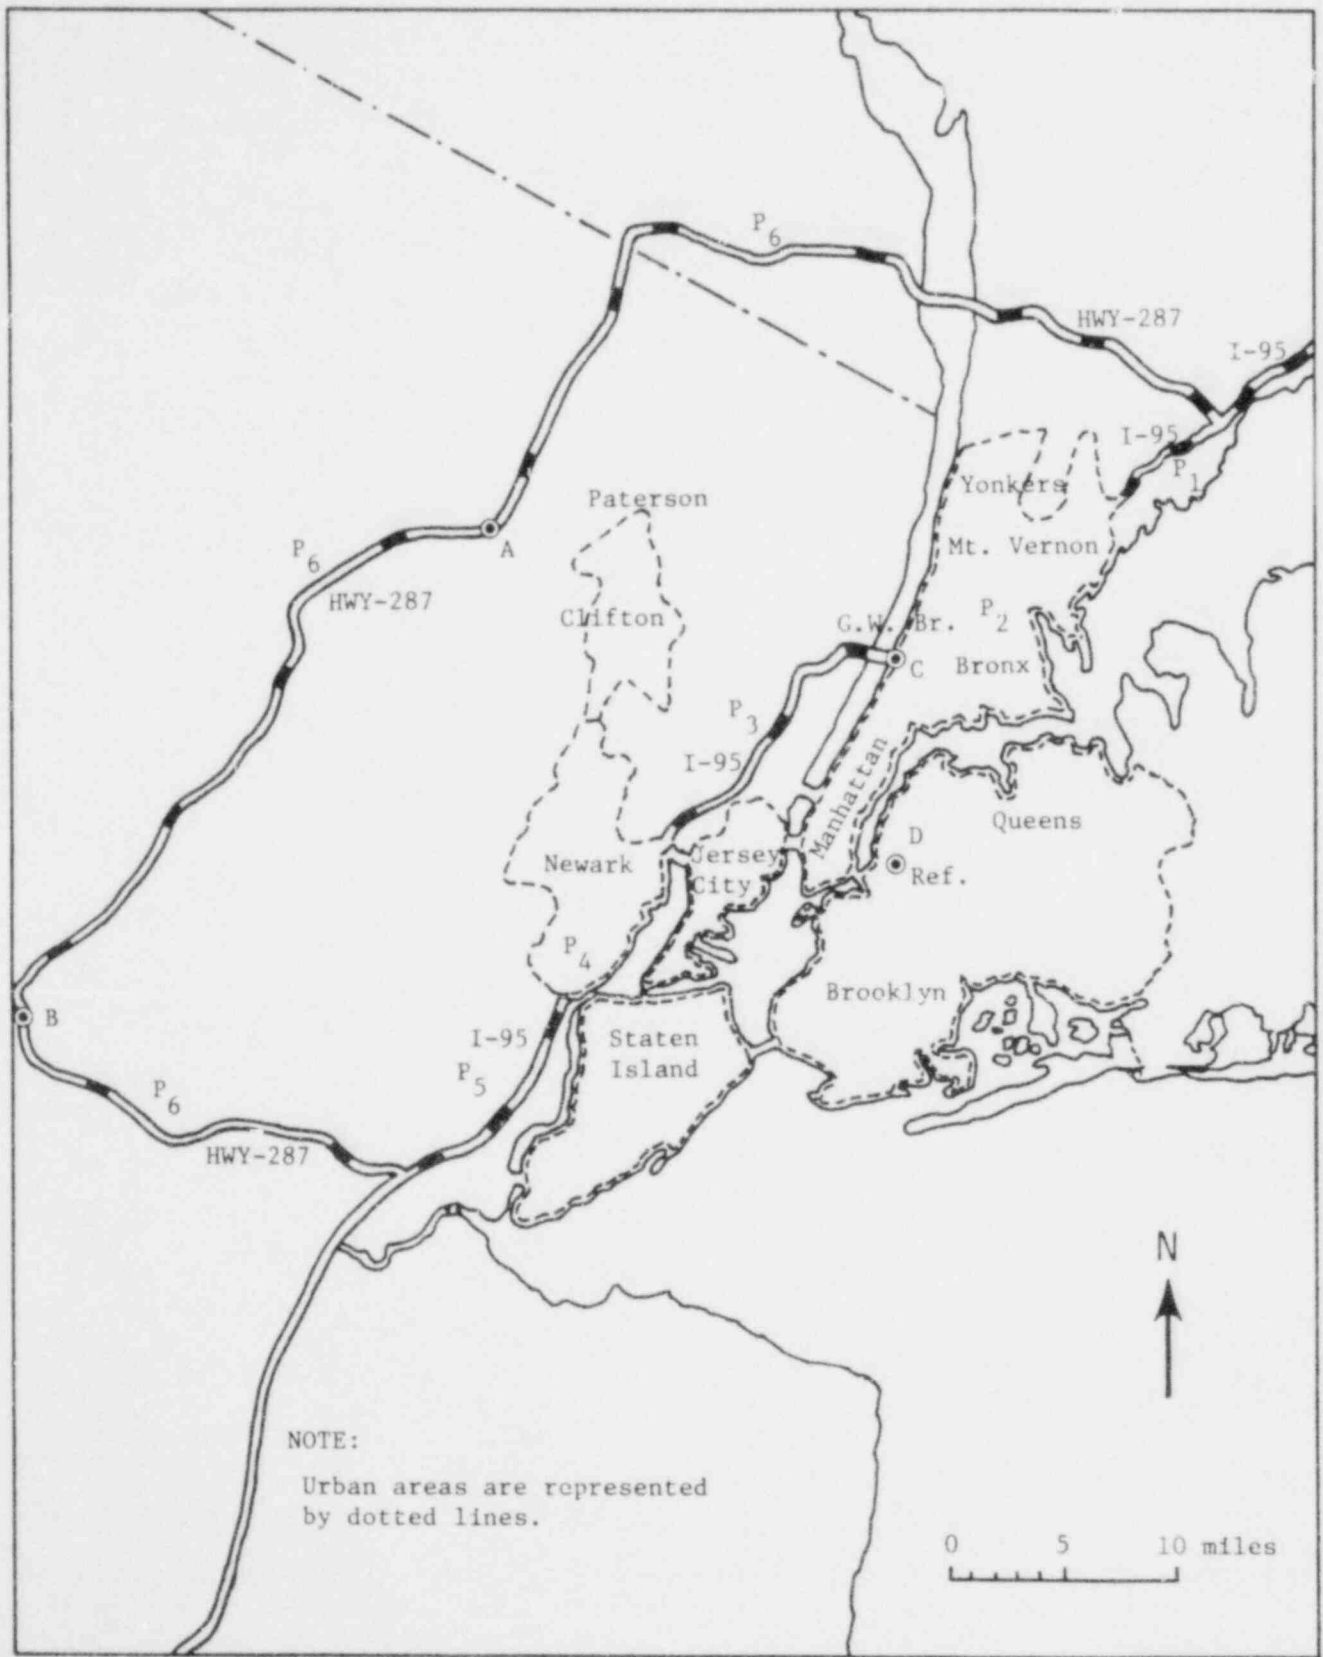 P6
HWY-287
I-95
I-95
P1
Yonkers
Paterson
Mt. Vernon
A
P6
HWY-287
Clifton
G.W. Br.
P2
C
Bronx
P3
I-95
Manhattan
Queens
D
Ref.
Newark
Jersey
City
P4
Brooklyn
B
I-95
Staten
Island
P5
P6
HWY-287
N
NOTE:
Urban areas are represented
by dotted lines.
0 5 10 miles